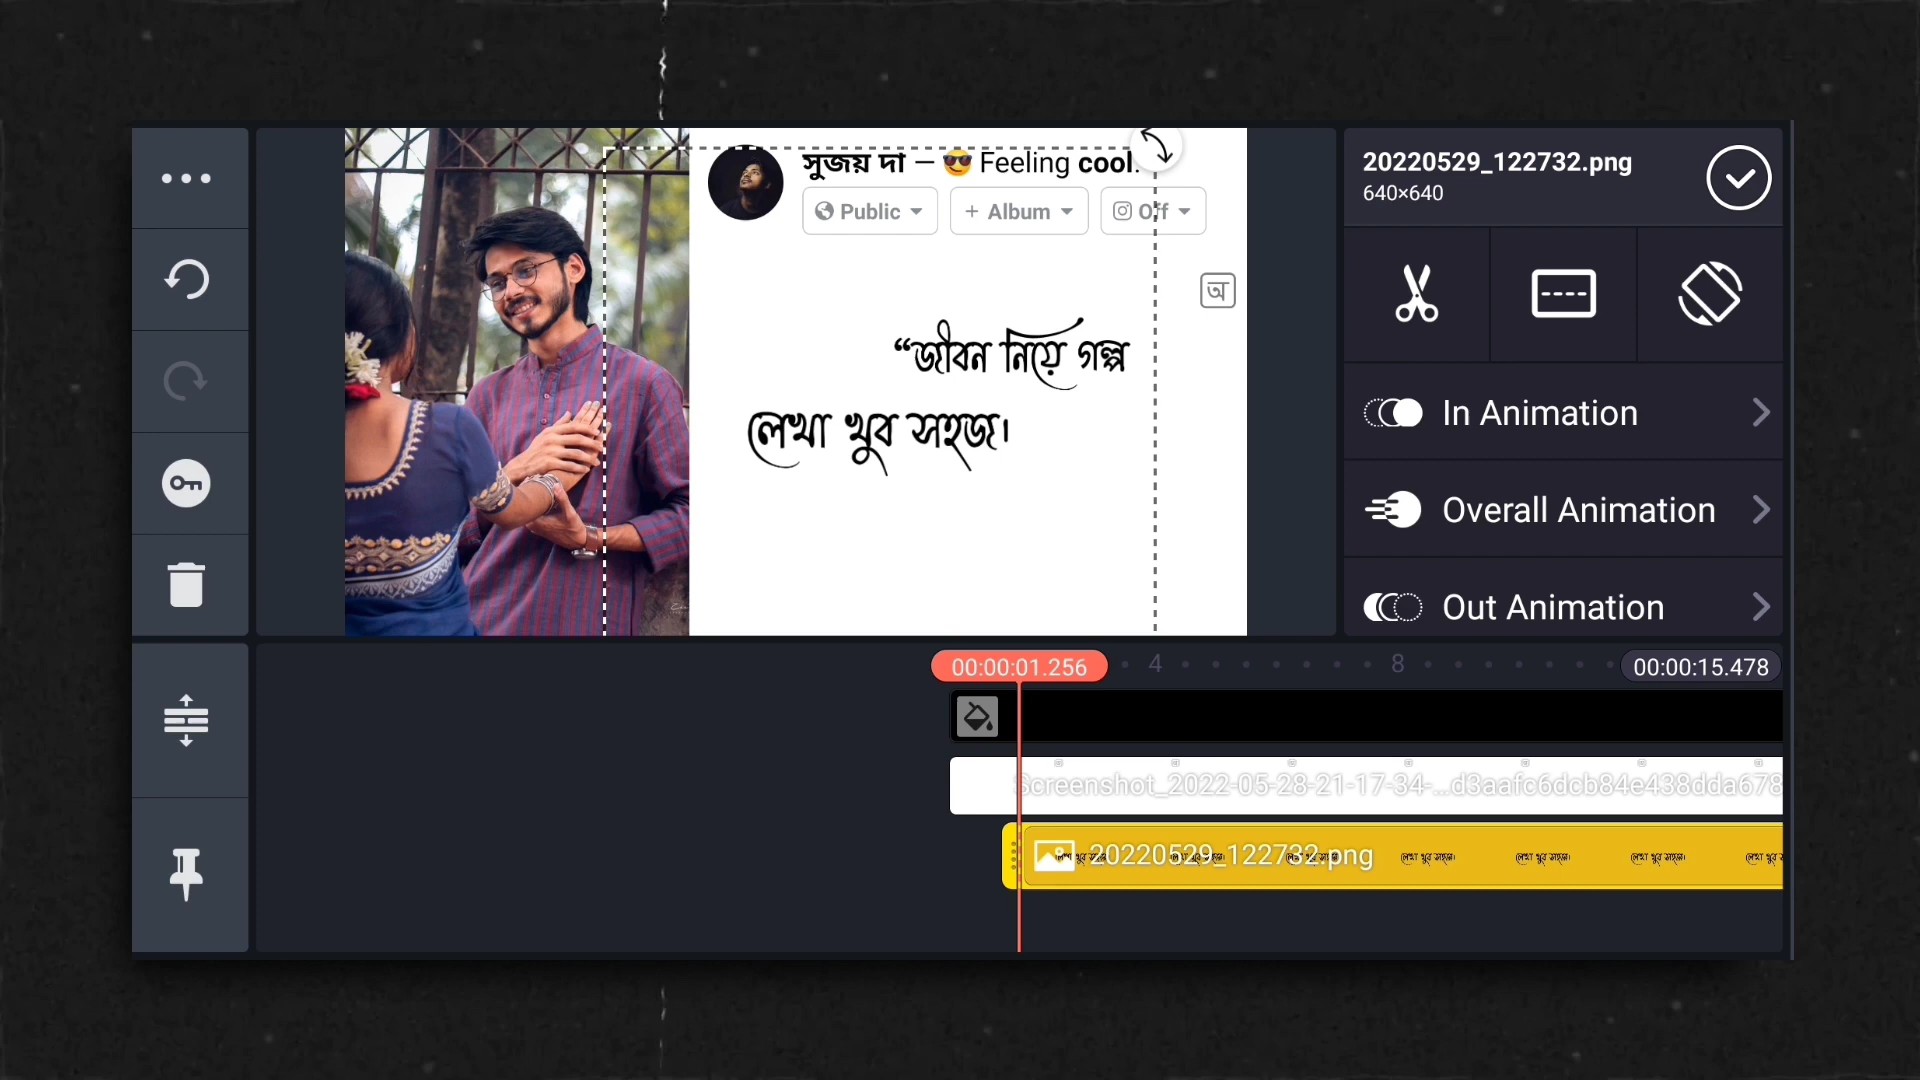 সুজয় দা — 😎 Feeling cool.
Public
+ Album
Off
অ
“জীবন নিয়ে গল্প
লেখা খুব সহজ।
20220529_122732.png
640×640
In Animation
Overall Animation
Out Animation
00:00:01.256
4
8
00:00:15.478
Screenshot_2022-05-28-21-17-34-...d3aafc6dcb84e438dda678
20220529_122732.png
লেখা খুব সহজ। লেখা খুব সহজ। লেখা খুব সহজ।